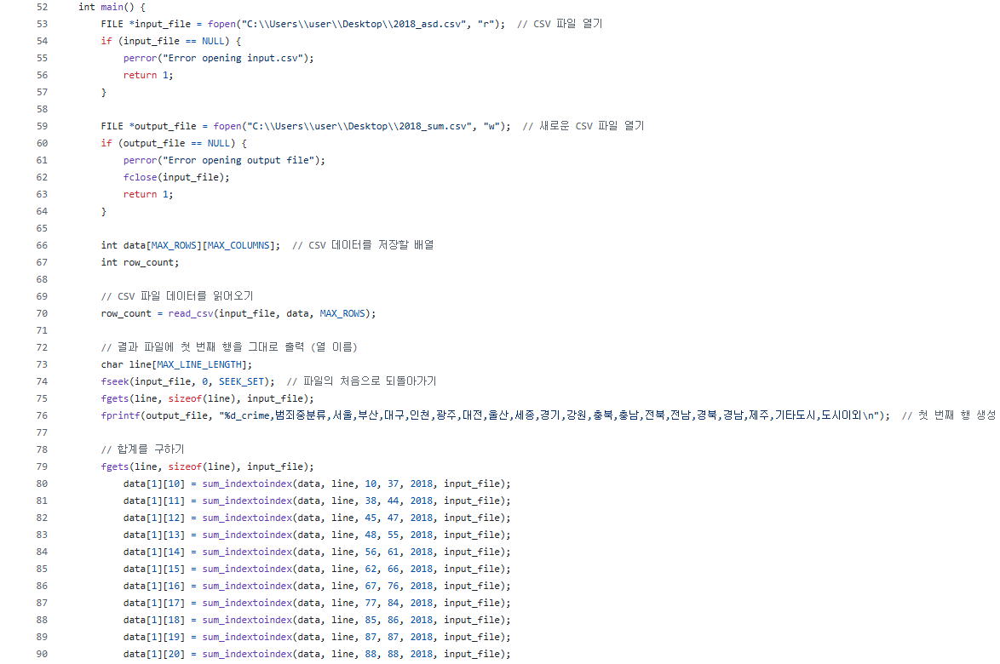 52 int main() {
53 FILE *input_file = fopen("C:\\Users\\user\\Desktop\\2018_asd.csv", "r");  // CSV 파일 열기
54 if (input_file == NULL) {
55 perror("Error opening input.csv");
56 return 1;
57 }
58
59 FILE *output_file = fopen("C:\\Users\\user\\Desktop\\2018_sum.csv", "w");  // 새로운 CSV 파일 열기
60 if (output_file == NULL) {
61 perror("Error opening output file");
62 fclose(input_file);
63 return 1;
64 }
65
66 int data[MAX_ROWS][MAX_COLUMNS];  // CSV 데이터를 저장할 배열
67 int row_count;
68
69 // CSV 파일 데이터를 읽어오기
70 row_count = read_csv(input_file, data, MAX_ROWS);
71
72 // 결과 파일에 첫 번째 행을 그대로 출력 (열 이름)
73 char line[MAX_LINE_LENGTH];
74 fseek(input_file, 0, SEEK_SET);  // 파일의 처음으로 되돌아가기
75 fgets(line, sizeof(line), input_file);
76 fprintf(output_file, "%d_crime,범죄중분류,서울,부산,대구,인천,광주,대전,울산,세종,경기,강원,충북,충남,전북,전남,경북,경남,제주,기타도시,도시이외\n");  // 첫 번째 행 생성
77
78 // 합계를 구하기
79 fgets(line, sizeof(line), input_file);
80 data[1][10] = sum_indextoindex(data, line, 10, 37, 2018, input_file);
81 data[1][11] = sum_indextoindex(data, line, 38, 44, 2018, input_file);
82 data[1][12] = sum_indextoindex(data, line, 45, 47, 2018, input_file);
83 data[1][13] = sum_indextoindex(data, line, 48, 55, 2018, input_file);
84 data[1][14] = sum_indextoindex(data, line, 56, 61, 2018, input_file);
85 data[1][15] = sum_indextoindex(data, line, 62, 66, 2018, input_file);
86 data[1][16] = sum_indextoindex(data, line, 67, 76, 2018, input_file);
87 data[1][17] = sum_indextoindex(data, line, 77, 84, 2018, input_file);
88 data[1][18] = sum_indextoindex(data, line, 85, 86, 2018, input_file);
89 data[1][19] = sum_indextoindex(data, line, 87, 87, 2018, input_file);
90 data[1][20] = sum_indextoindex(data, line, 88, 88, 2018, input_file);